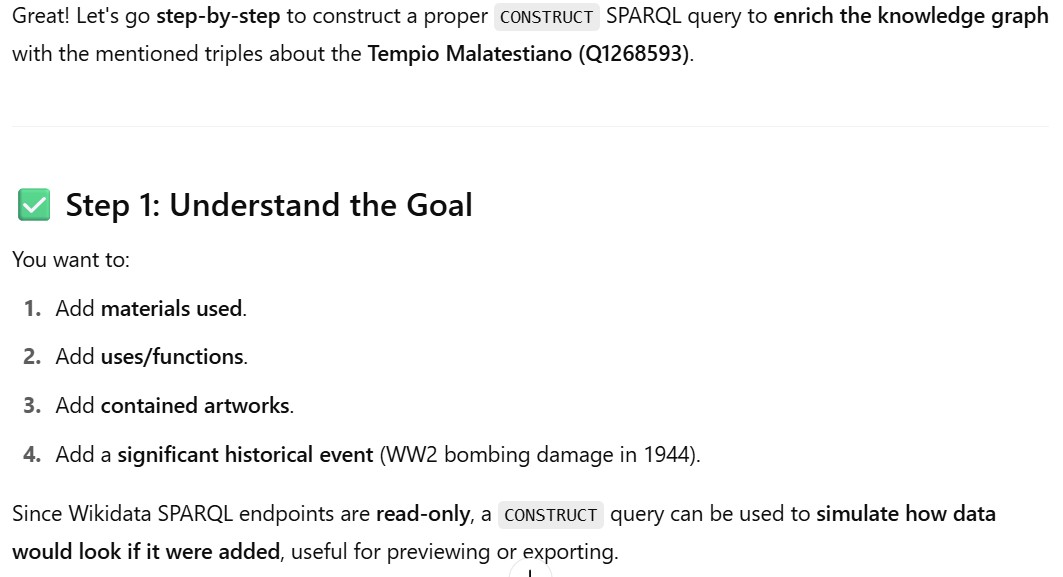 Great! Let's go step-by-step to construct a proper CONSTRUCT SPARQL query to enrich the knowledge graph
with the mentioned triples about the Tempio Malatestiano (Q1268593).
✅ Step 1: Understand the Goal
You want to:
1. Add materials used.
2. Add uses/functions.
3. Add contained artworks.
4. Add a significant historical event (WW2 bombing damage in 1944).
Since Wikidata SPARQL endpoints are read-only, a CONSTRUCT query can be used to simulate how data
would look if it were added, useful for previewing or exporting.